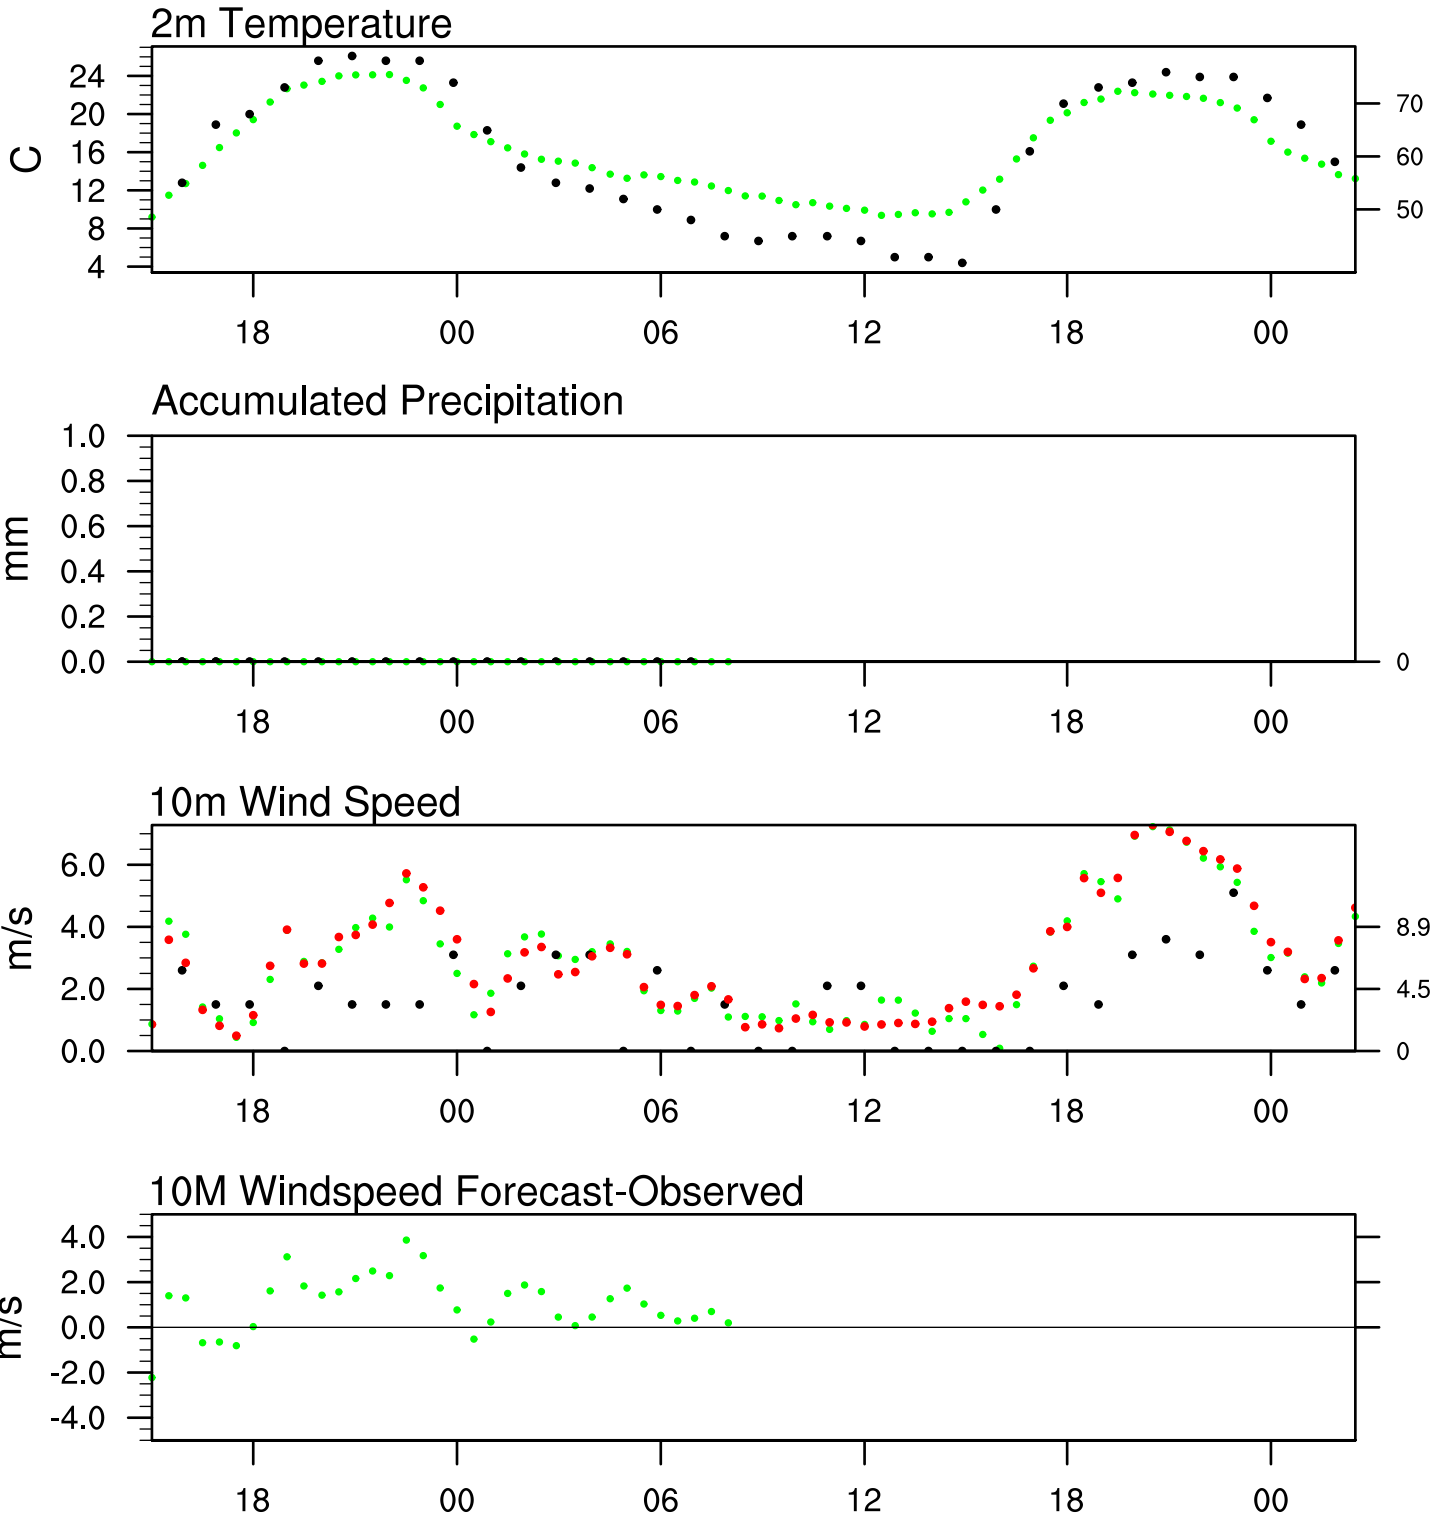 2m Temperature
C
24
20
16
12
8
4
70
60
50
18 00 06 12 18 00
Accumulated Precipitation
mm
1.0
0.8
0.6
0.4
0.2
0.0
0
18 00 06 12 18 00
10m Wind Speed
m/s
6.0
4.0
2.0
0.0
8.9
4.5
0
18 00 06 12 18 00
10M Windspeed Forecast-Observed
m/s
4.0
2.0
0.0
-2.0
-4.0
18 00 06 12 18 00